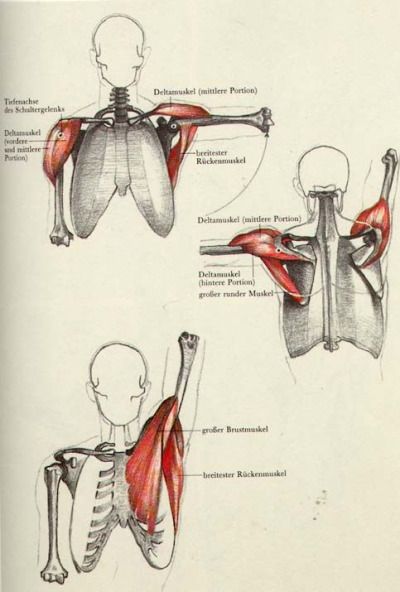 Deltamuskel (mittlere Portion)
Tiefenachse
des Schultergelenks
Deltamuskel
(vordere
und mittlere
Portion)
breitester
Rückenmuskel
Deltamuskel (mittlere Portion)
Deltamuskel
(hintere Portion)
großer runder Muskel
großer Brustmuskel
breitester Rückenmuskel